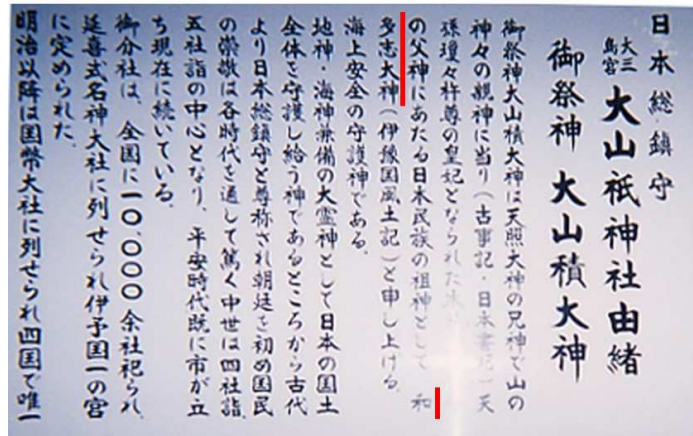 日本総鎮守
大三島宮 大山祇神社由緒
御祭神 大山積大神
御祭神大山積大神は天照大神の兄神で山の
神々の親神に当り(古事記・日本書記)天
孫瓊々杵尊の皇妃となられた木
の父神にあたる日本民族の祖神として 和
多志大神(伊豫国風土記)と申し上げる。
海上安全の守護神である。
地神・海神兼備の大霊神として日本の国土
全体を守護し給う神であるところから古代
より日本総鎮守と尊称され朝廷を初め国民
の崇敬は各時代を通して篤く中世は四社詣、
五社詣の中心となり、平安時代既に市が立
ち現在に続いている。
御分社は、全国に一〇、〇〇〇余社祀られ、
延喜式名神大社に列せられ伊予国一の宮
に定められた。
明治以降は国幣大社に列せられ四国で唯一